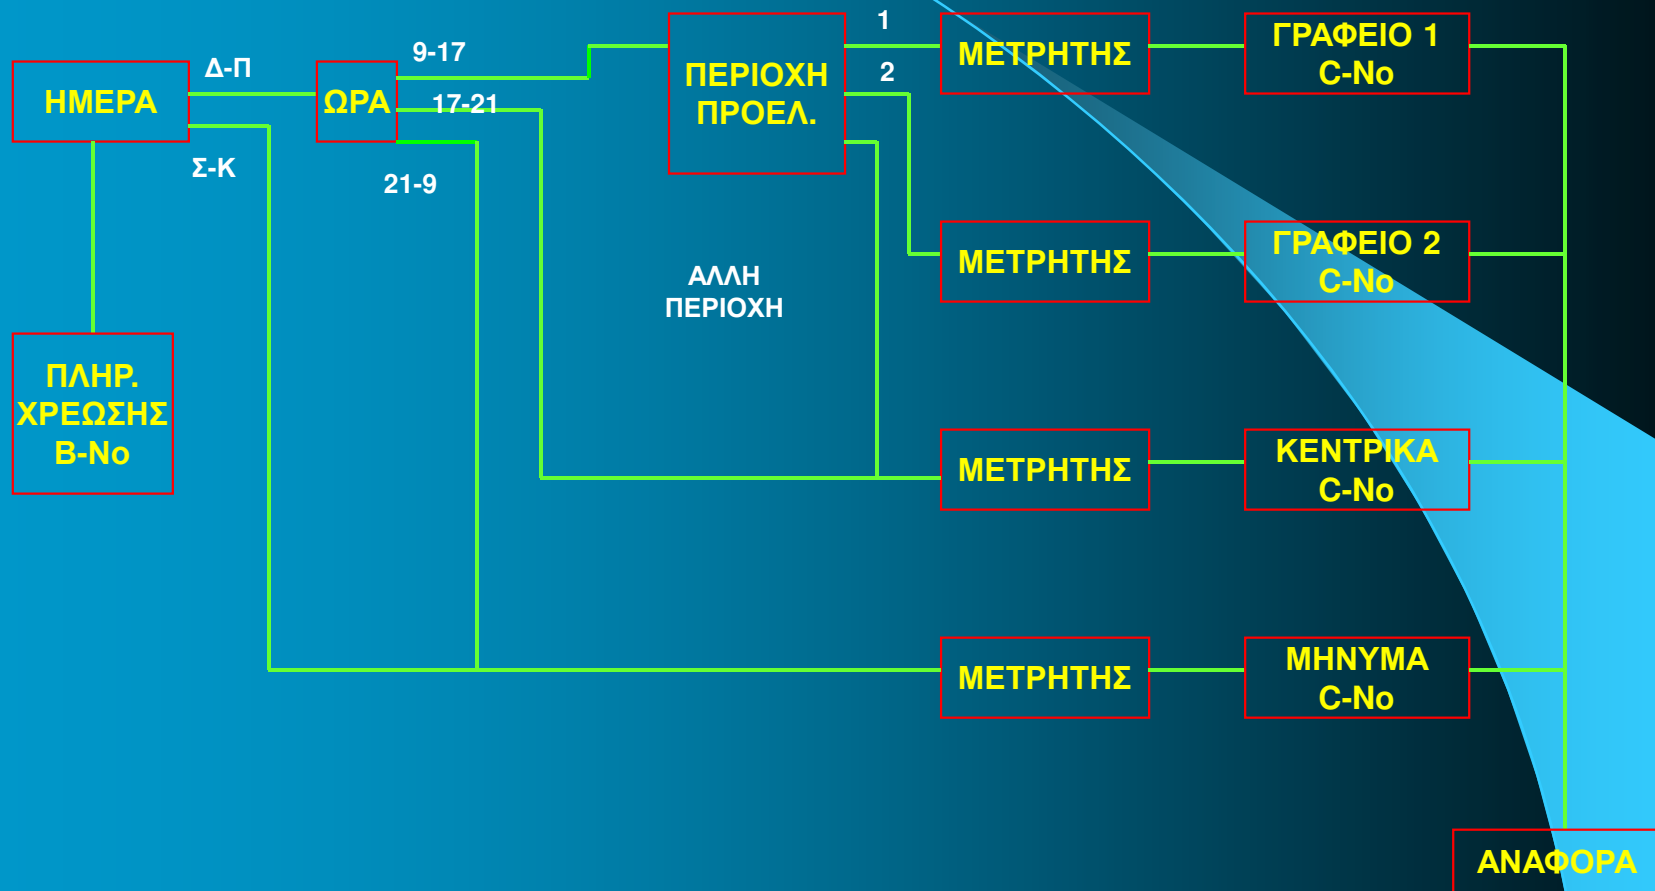 1
ΜΕΤΡΗΤΗΣ
ΓΡΑΦΕΙΟ 1
C-No
9-17
Δ-Π
ΗΜΕΡΑ
ΩΡΑ
17-21
ΠΕΡΙΟΧΗ
ΠΡΟΕΛ.
2
Σ-Κ
21-9
ΑΛΛΗ
ΠΕΡΙΟΧΗ
ΜΕΤΡΗΤΗΣ
ΓΡΑΦΕΙΟ 2
C-No
ΠΛΗΡ.
ΧΡΕΩΣΗΣ
B-No
ΜΕΤΡΗΤΗΣ
ΚΕΝΤΡΙΚΑ
C-No
ΜΕΤΡΗΤΗΣ
ΜΗΝΥΜΑ
C-No
ΑΝΑΦΟΡΑ